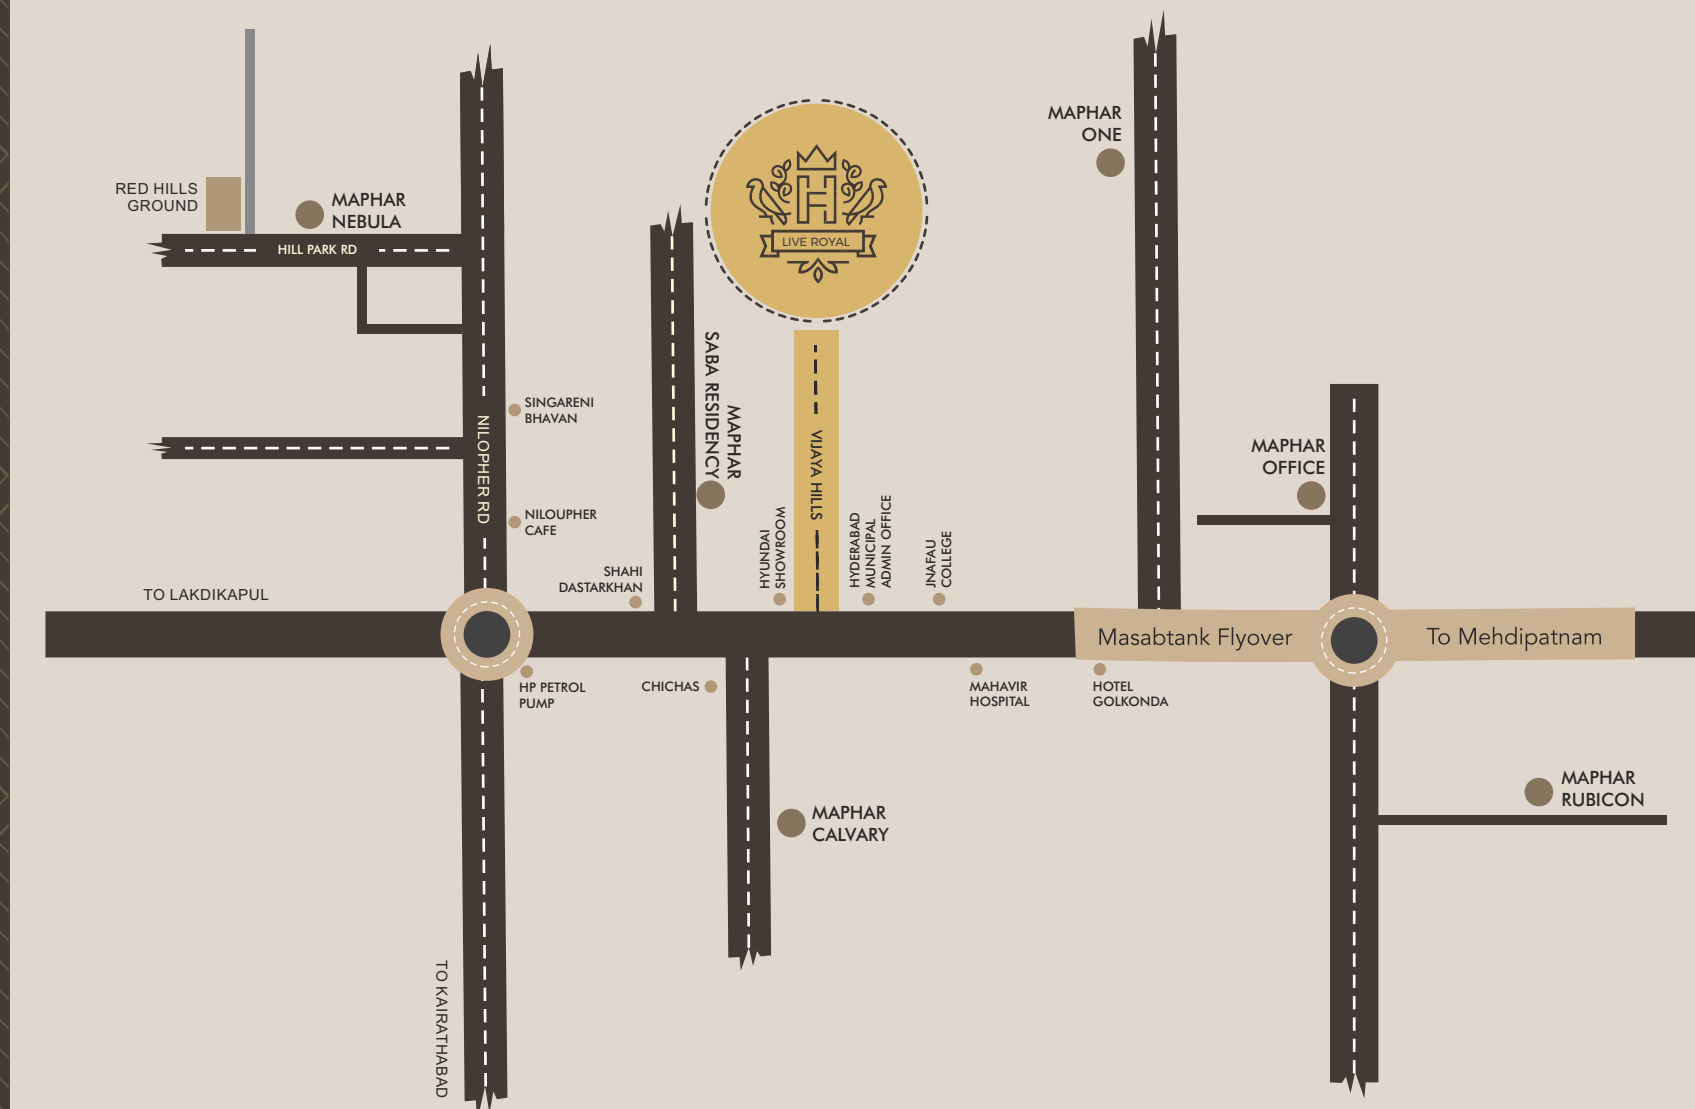 MAPHAR
ONE
RED HILLS
GROUND
MAPHAR
NEBULA
HILL PARK RD
H
LIVE ROYAL
MAPHAR
SABA RESIDENCY
VIJAYA HILLS
SINGARENI
BHAVAN
NILOPHER RD
NILOUPHER
CAFE
MAPHAR
OFFICE
HYUNDAI
SHOWROOM
HYDERABAD
MUNICIPAL
ADMIN OFFICE
JNAFAU
COLLEGE
SHAHI
DASTARKHAN
TO LAKDIKAPUL
Masabtank Flyover
To Mehdipatnam
HP PETROL
PUMP
CHICHAS
MAHAVIR
HOSPITAL
HOTEL
GOLKONDA
MAPHAR
CALVARY
MAPHAR
RUBICON
TO KAIRATHABAD